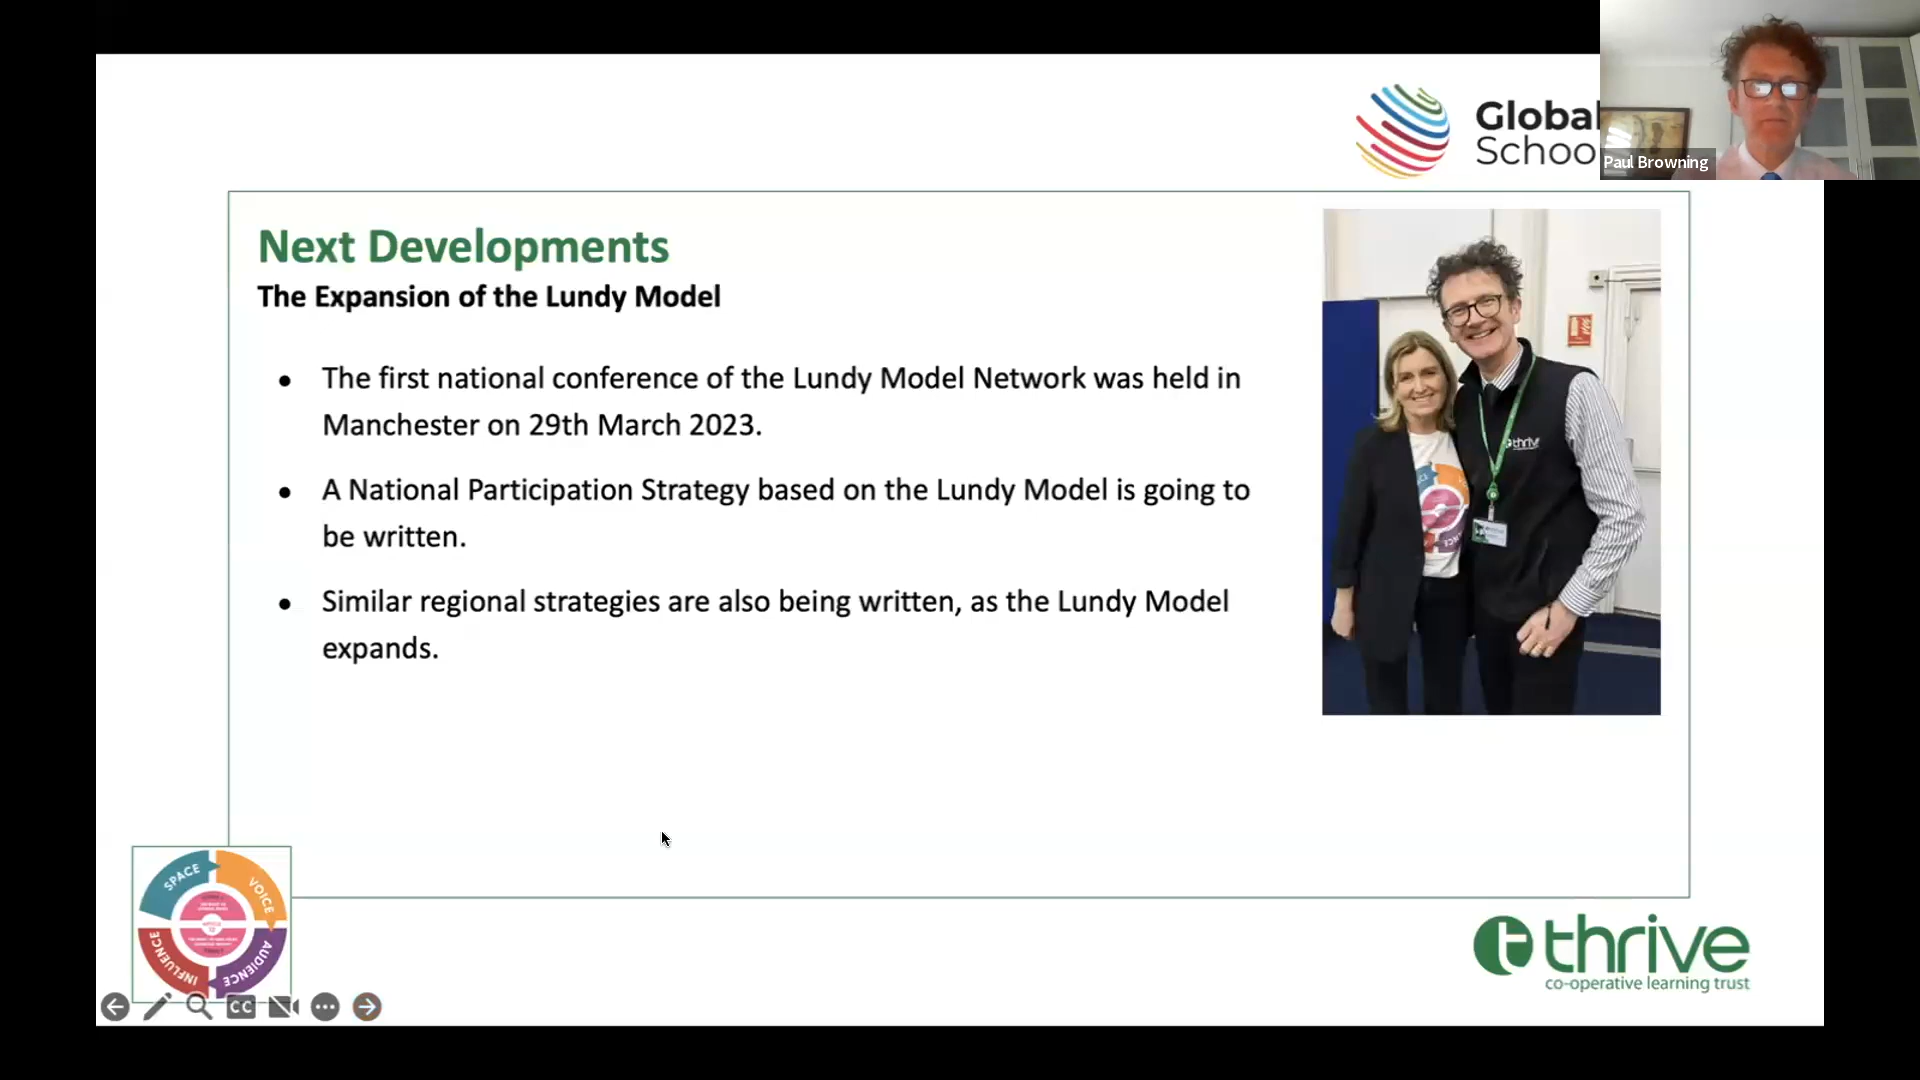 Global
Schoo
Paul Browning
Next Developments
The Expansion of the Lundy Model
• The first national conference of the Lundy Model Network was held in
Manchester on 29th March 2023.
• A National Participation Strategy based on the Lundy Model is going to
be written.
• Similar regional strategies are also being written, as the Lundy Model
expands.
thrive
SPACE
VOICE
AUDIENCE
INFLUENCE
CC
thrive
co-operative learning trust